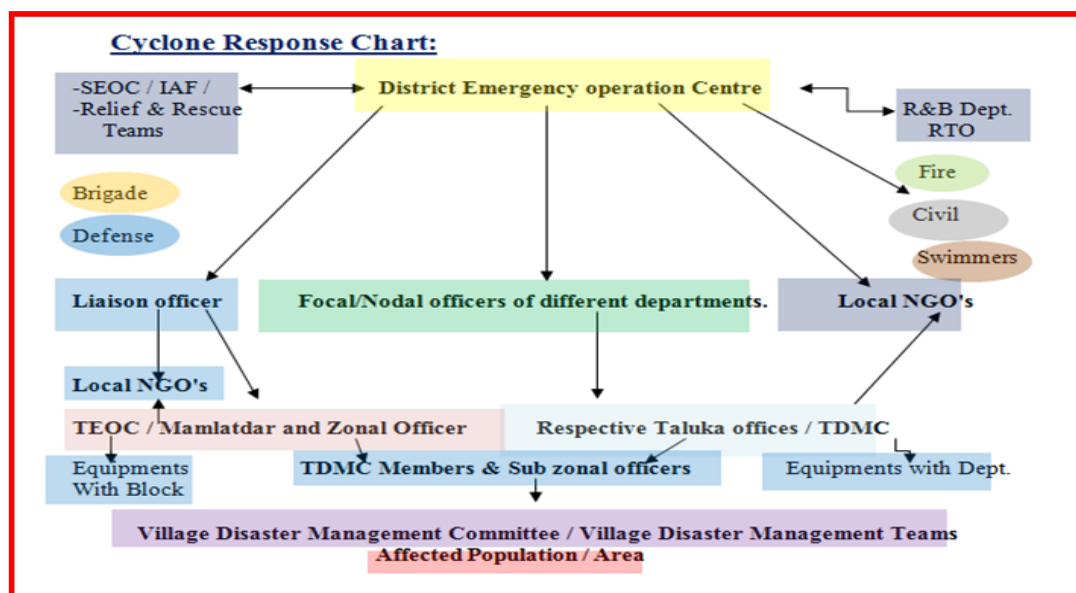 Cyclone Response Chart:
-SEOC / IAF /
-Relief & Rescue
Teams
District Emergency operation Centre
R&B Dept.
RTO
Fire
Brigade
Civil
Defense
Swimmers
Liaison officer
Focal/Nodal officers of different departments.
Local NGO's
Local NGO's
TEOC / Mamlatdar and Zonal Officer
Respective Taluka offices / TDMC
Equipments
With Block
TDMC Members & Sub zonal officers
Equipments with Dept.
Village Disaster Management Committee / Village Disaster Management Teams
Affected Population / Area